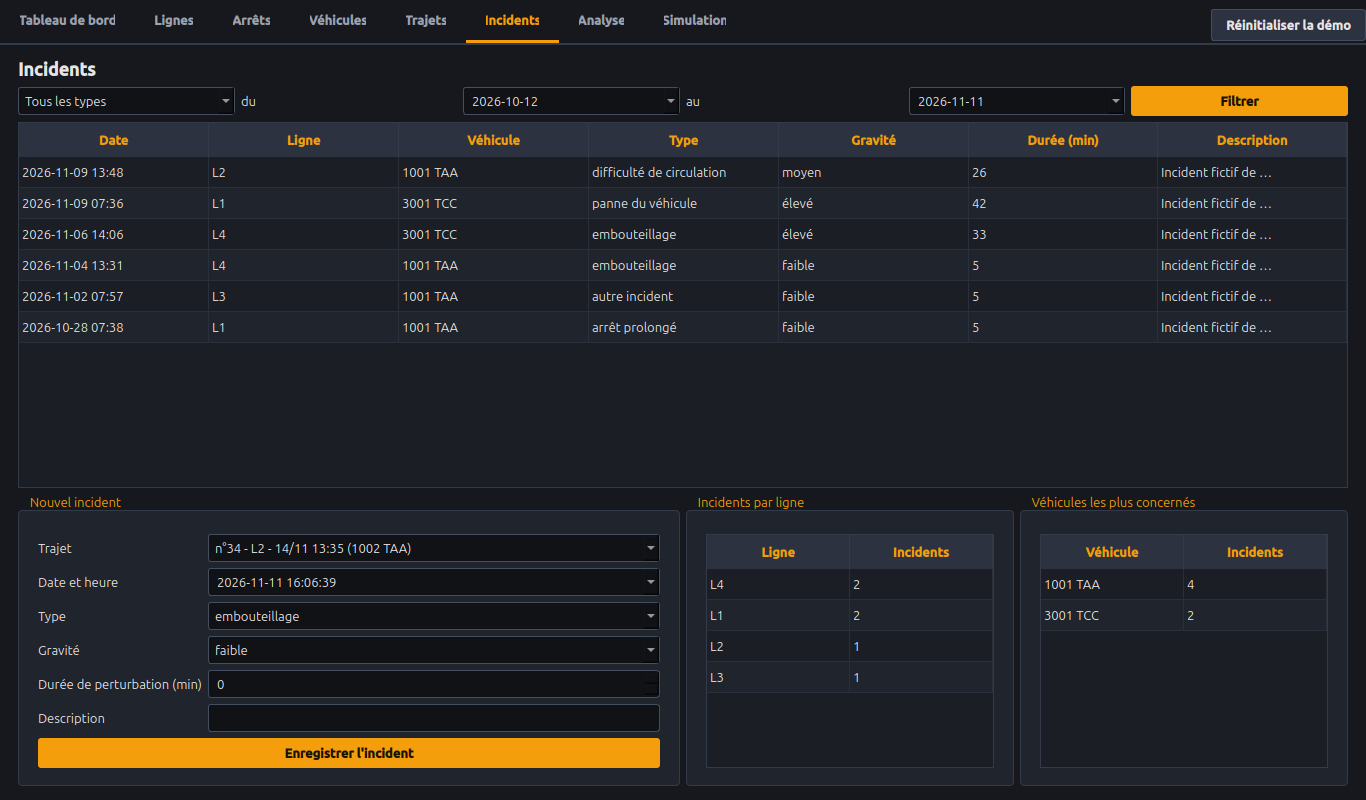 Tableau de bord Lignes Arrêts Véhicules Trajets Incidents Analyse Simulation Réinitialiser la démo
Incidents
Tous les types du 2026-10-12 au 2026-11-11 Filtrer
Date Ligne Véhicule Type Gravité Durée (min) Description
2026-11-09 13:48 L2 1001 TAA difficulté de circulation moyen 26 Incident fictif de ...
2026-11-09 07:36 L1 3001 TCC panne du véhicule élevé 42 Incident fictif de ...
2026-11-06 14:06 L4 3001 TCC embouteillage élevé 33 Incident fictif de ...
2026-11-04 13:31 L4 1001 TAA embouteillage faible 5 Incident fictif de ...
2026-11-02 07:57 L3 1001 TAA autre incident faible 5 Incident fictif de ...
2026-10-28 07:38 L1 1001 TAA arrêt prolongé faible 5 Incident fictif de ...
Nouvel incident
Trajet n°34 - L2 - 14/11 13:35 (1002 TAA)
Date et heure 2026-11-11 16:06:39
Type embouteillage
Gravité faible
Durée de perturbation (min) 0
Description
Enregistrer l'incident
Incidents par ligne
Ligne Incidents
L4 2
L1 2
L2 1
L3 1
Véhicules les plus concernés
Véhicule Incidents
1001 TAA 4
3001 TCC 2